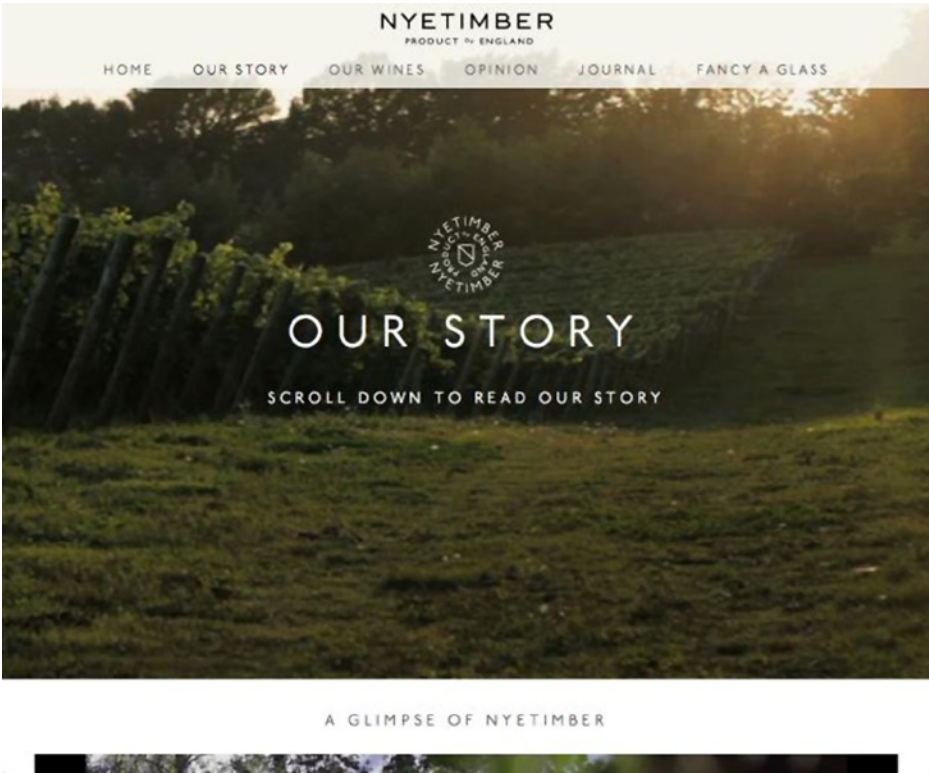 NYETIMBER
PRODUCT OF ENGLAND
HOME OUR STORY OUR WINES OPINION JOURNAL FANCY A GLASS
NYETIMBER
PRODUCT OF ENGLAND
NYETIMBER
OUR STORY
SCROLL DOWN TO READ OUR STORY
A GLIMPSE OF NYETIMBER